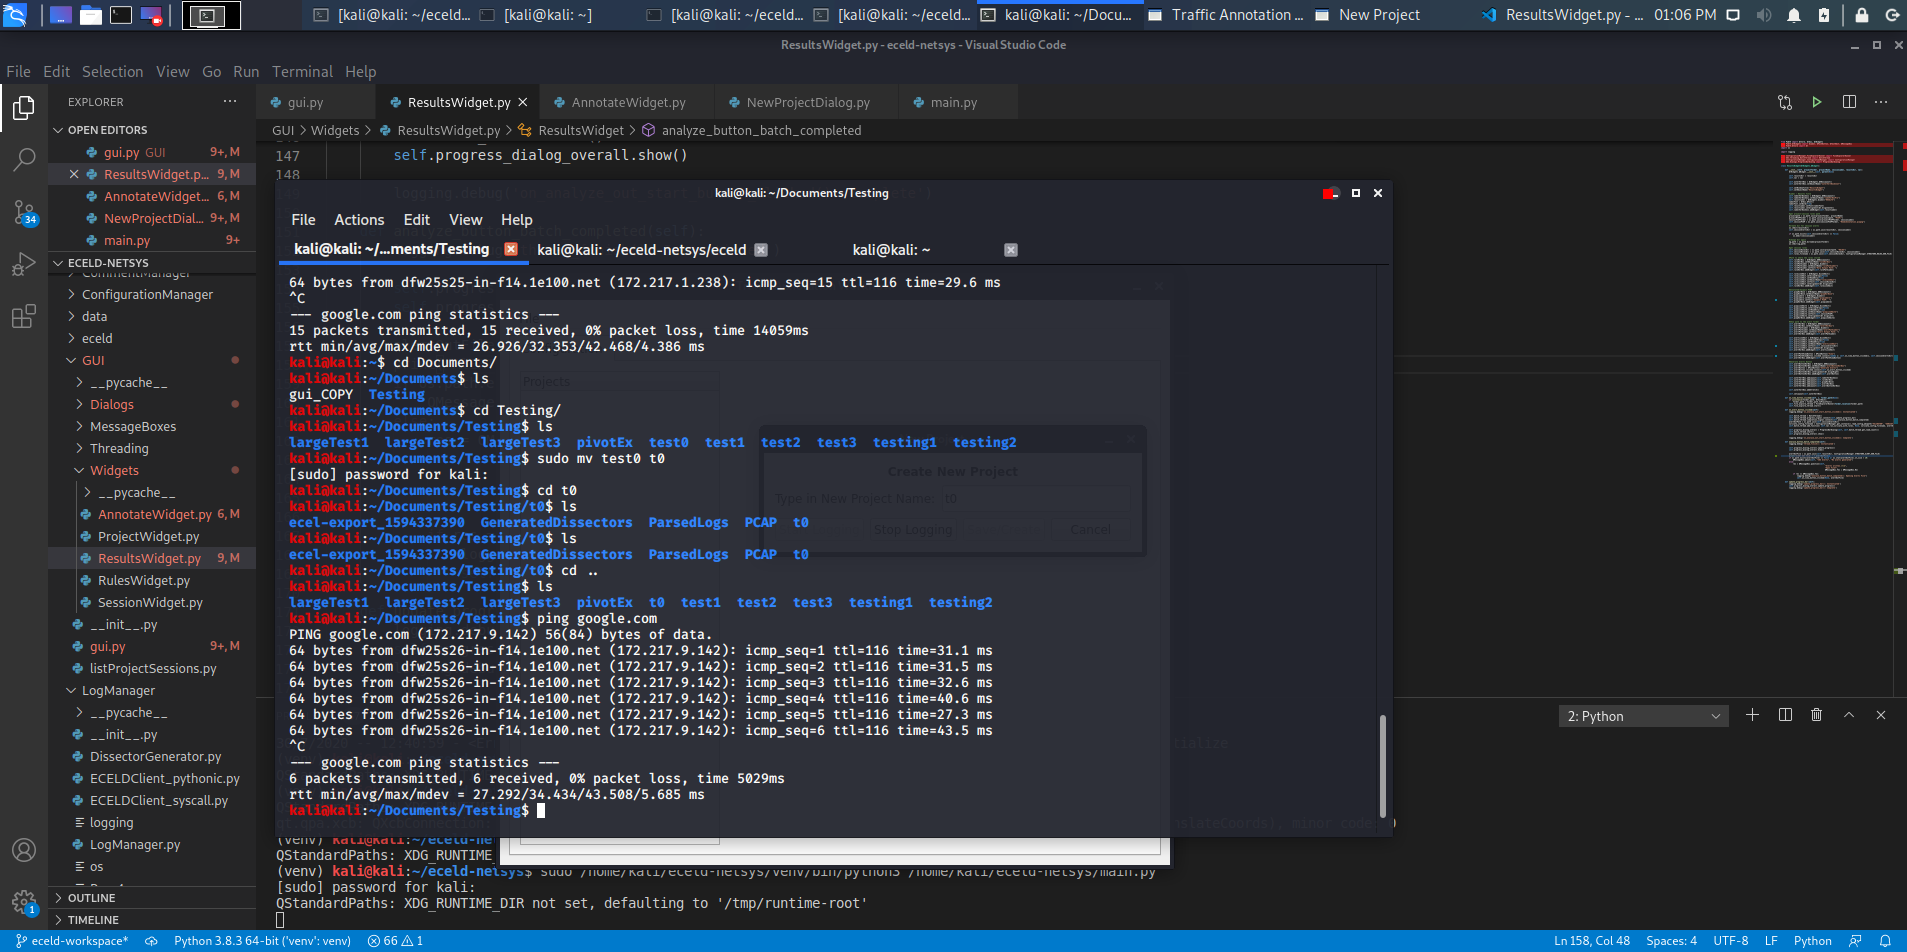 [kali@kali: ~/eceld...
[kali@kali: ~]
[kali@kali: ~/eceld...
[kali@kali: ~/eceld...
kali@kali: ~/Docu...
Traffic Annotation ...
New Project
ResultsWidget.py - ...
01:06 PM
ResultsWidget.py - eceld-netsys - Visual Studio Code
File Edit Selection View Go Run Terminal Help
EXPLORER
gui.py
ResultsWidget.py
AnnotateWidget.py
NewProjectDialog.py
main.py
OPEN EDITORS
gui.py GUI 9+, M
ResultsWidget.p... 9, M
AnnotateWidget... 6, M
NewProjectDial... 9+, M
main.py 9+
ECELD-NETSYS
CommentManager
ConfigurationManager
data
eceld
GUI
__pycache__
Dialogs
MessageBoxes
Threading
Widgets
__pycache__
AnnotateWidget.py 6, M
ProjectWidget.py
ResultsWidget.py 9, M
RulesWidget.py
SessionWidget.py
__init__.py
gui.py 9+, M
listProjectSessions.py
LogManager
__pycache__
__init__.py
DissectorGenerator.py
ECELDClient_pythonic.py
ECELDClient_syscall.py
logging
LogManager.py
os
OUTLINE
TIMELINE
34
1
GUI > Widgets > ResultsWidget.py > ResultsWidget > analyze_button_batch_completed
147 self.progress_dialog_overall.show()
148
kali@kali: ~/Documents/Testing
File Actions Edit View Help
kali@kali: ~/...ments/Testing
kali@kali: ~/eceld-netsys/eceld
kali@kali: ~
64 bytes from dfw25s25-in-f14.1e100.net (172.217.1.238): icmp_seq=15 ttl=116 time=29.6 ms
^C
--- google.com ping statistics ---
15 packets transmitted, 15 received, 0% packet loss, time 14059ms
rtt min/avg/max/mdev = 26.926/32.353/42.468/4.386 ms
kali@kali:~$ cd Documents/
kali@kali:~/Documents$ ls
gui_COPY Testing
kali@kali:~/Documents$ cd Testing/
kali@kali:~/Documents/Testing$ ls
largeTest1 largeTest2 largeTest3 pivotEx test0 test1 test2 test3 testing1 testing2
kali@kali:~/Documents/Testing$ sudo mv test0 t0
[sudo] password for kali:
kali@kali:~/Documents/Testing$ cd t0
kali@kali:~/Documents/Testing/t0$ ls
ecel-export_1594337390 GeneratedDissectors ParsedLogs PCAP t0
kali@kali:~/Documents/Testing/t0$ ls
ecel-export_1594337390 GeneratedDissectors ParsedLogs PCAP t0
kali@kali:~/Documents/Testing/t0$ cd ..
kali@kali:~/Documents/Testing$ ls
largeTest1 largeTest2 largeTest3 pivotEx t0 test1 test2 test3 testing1 testing2
kali@kali:~/Documents/Testing$ ping google.com
PING google.com (172.217.9.142) 56(84) bytes of data.
64 bytes from dfw25s26-in-f14.1e100.net (172.217.9.142): icmp_seq=1 ttl=116 time=31.1 ms
64 bytes from dfw25s26-in-f14.1e100.net (172.217.9.142): icmp_seq=2 ttl=116 time=31.5 ms
64 bytes from dfw25s26-in-f14.1e100.net (172.217.9.142): icmp_seq=3 ttl=116 time=32.6 ms
64 bytes from dfw25s26-in-f14.1e100.net (172.217.9.142): icmp_seq=4 ttl=116 time=40.6 ms
64 bytes from dfw25s26-in-f14.1e100.net (172.217.9.142): icmp_seq=5 ttl=116 time=27.3 ms
64 bytes from dfw25s26-in-f14.1e100.net (172.217.9.142): icmp_seq=6 ttl=116 time=43.5 ms
^C
--- google.com ping statistics ---
6 packets transmitted, 6 received, 0% packet loss, time 5029ms
rtt min/avg/max/mdev = 27.292/34.434/43.508/5.685 ms
kali@kali:~/Documents/Testing$
Projects
Create New Project
Type in New Project Name: t0
Stop Logging
Cancel
2: Python
(venv) kali@kali:~/eceld-ne
QStandardPaths: XDG_RUNTIME_
(venv) kali@kali:~/eceld-netsys$ sudo /home/kali/eceld-netsys/venv/bin/python3 /home/kali/eceld-netsys/main.py
[sudo] password for kali:
QStandardPaths: XDG_RUNTIME_DIR not set, defaulting to '/tmp/runtime-root'
eceld-workspace*
Python 3.8.3 64-bit ('venv': venv)
66 1
Ln 158, Col 48
Spaces: 4
UTF-8
LF
Python